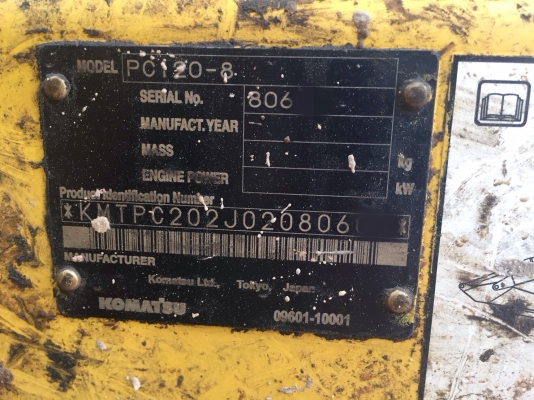 MODEL PC120-8
SERIAL No. 806
MANUFACT.YEAR
MASS kg
ENGINE POWER kW
Product Identification Number
*KMTPC202J020806
MANUFACTURER
Komatsu Ltd., Tokyo, Japan
KOMATSU 09601-10001